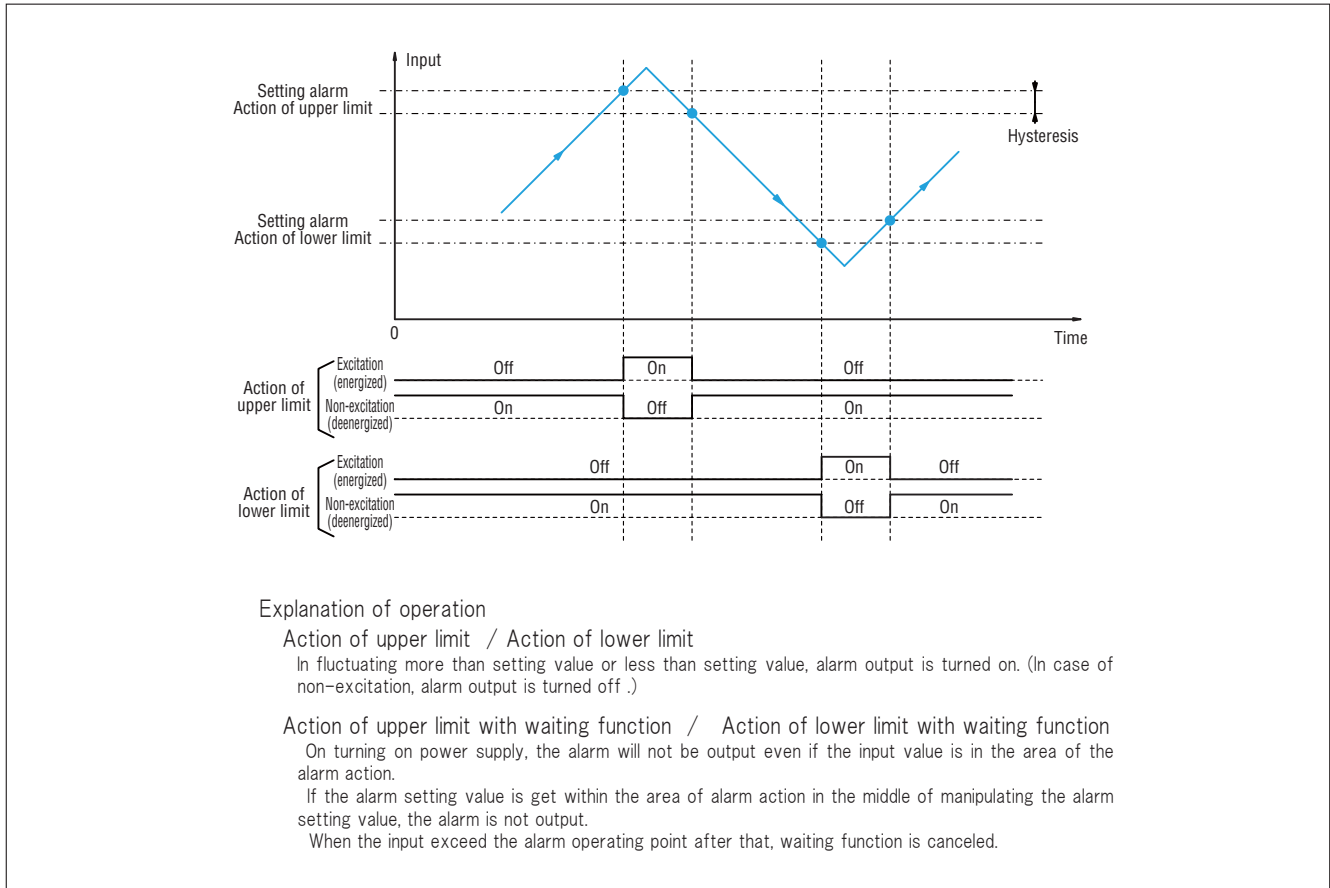 Input
Setting alarm
Action of upper limit
Hysteresis
Setting alarm
Action of lower limit
0
Time
Action of
upper limit
Excitation
(energized)
Off
On
Off
Non-excitation
(deenergized)
On
Off
On
Action of
lower limit
Excitation
(energized)
Off
On
Off
Non-excitation
(deenergized)
On
Off
On
Explanation of operation
Action of upper limit / Action of lower limit
In fluctuating more than setting value or less than setting value, alarm output is turned on. (In case of
non-excitation, alarm output is turned off .)
Action of upper limit with waiting function / Action of lower limit with waiting function
On turning on power supply, the alarm will not be output even if the input value is in the area of the
alarm action.
If the alarm setting value is get within the area of alarm action in the middle of manipulating the alarm
setting value, the alarm is not output.
When the input exceed the alarm operating point after that, waiting function is canceled.